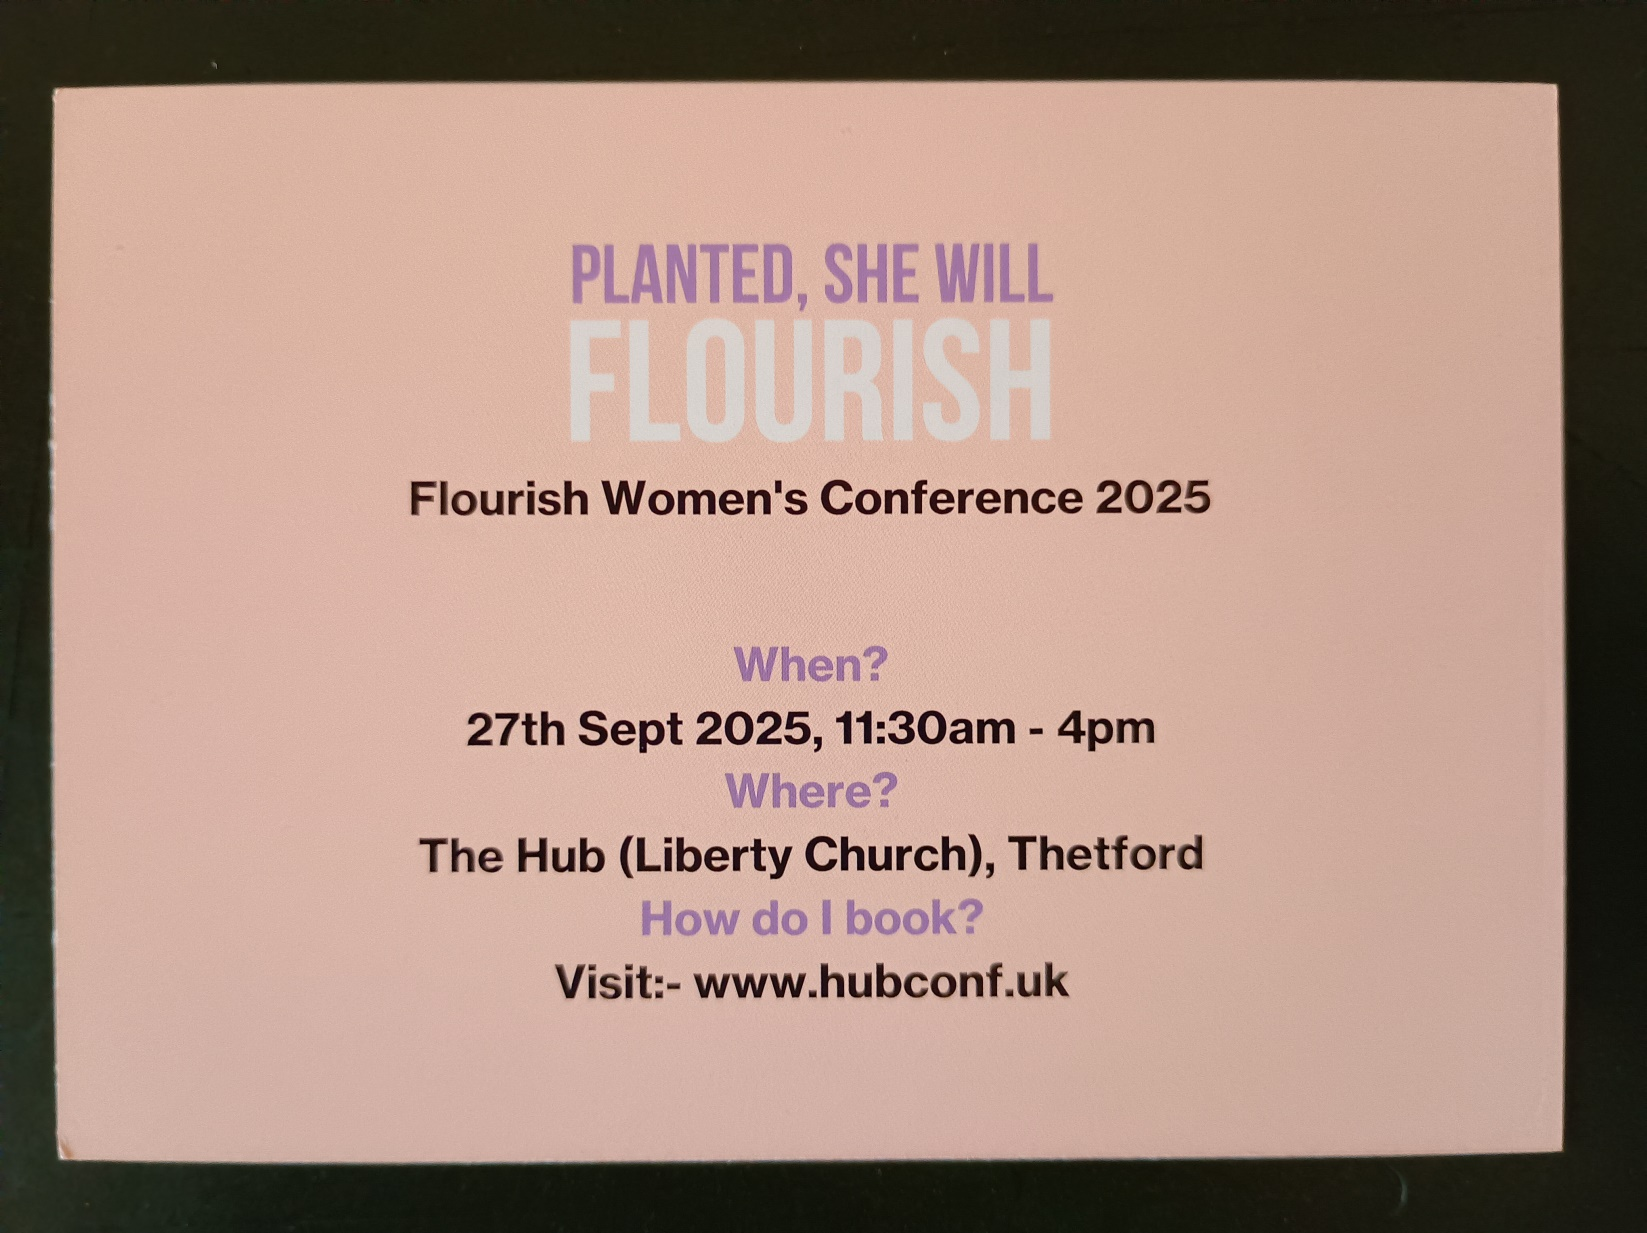 PLANTED, SHE WILL
FLOURISH
Flourish Women's Conference 2025
When?
27th Sept 2025, 11:30am - 4pm
Where?
The Hub (Liberty Church), Thetford
How do I book?
Visit:- www.hubconf.uk